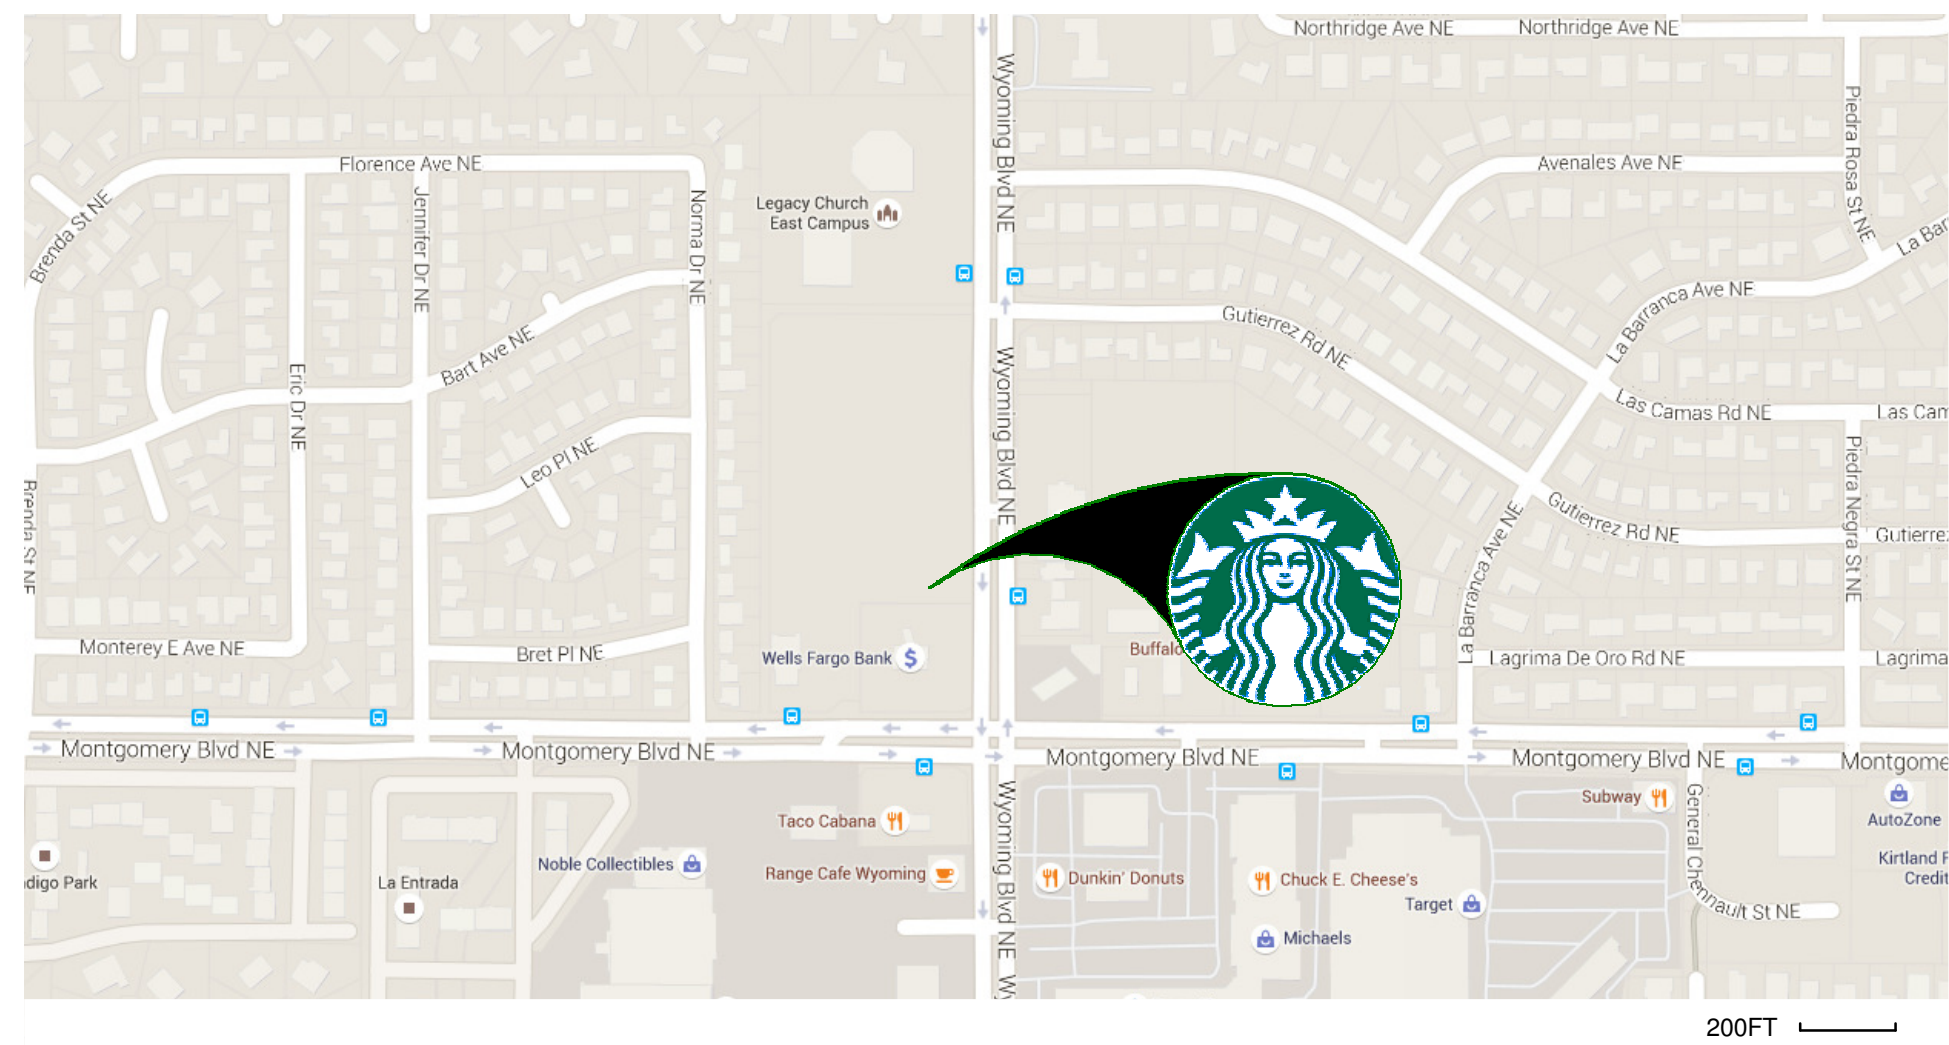 Northridge Ave NE
Northridge Ave NE
Wyoming Blvd NE
Piedra Rosa St NE
Florence Ave NE
Avenales Ave NE
Brenda St NE
Jennifer Dr NE
Norma Dr NE
Legacy Church
East Campus
La Bar
La Barranca Ave NE
Gutierrez Rd NE
Bart Ave NE
Eric Dr NE
Wyoming Blvd NE
Las Camas Rd NE
Las Cam
Leo Pl NE
Piedra Negra St NE
Brenda St NE
Gutierrez Rd NE
Gutierre
La Barranca Ave NE
Monterey E Ave NE
Bret Pl NE
Wells Fargo Bank
$
Buffalo
Lagrima De Oro Rd NE
Lagrima
Montgomery Blvd NE
Montgomery Blvd NE
Montgomery Blvd NE
Montgomery Blvd NE
Montgome
Wyoming Blvd NE
Subway
General Chennault St NE
AutoZone
Taco Cabana
Noble Collectibles
Range Cafe Wyoming
Dunkin' Donuts
Chuck E. Cheese's
Kirtland F
Credit
digo Park
La Entrada
Target
Michaels
Wy
200FT